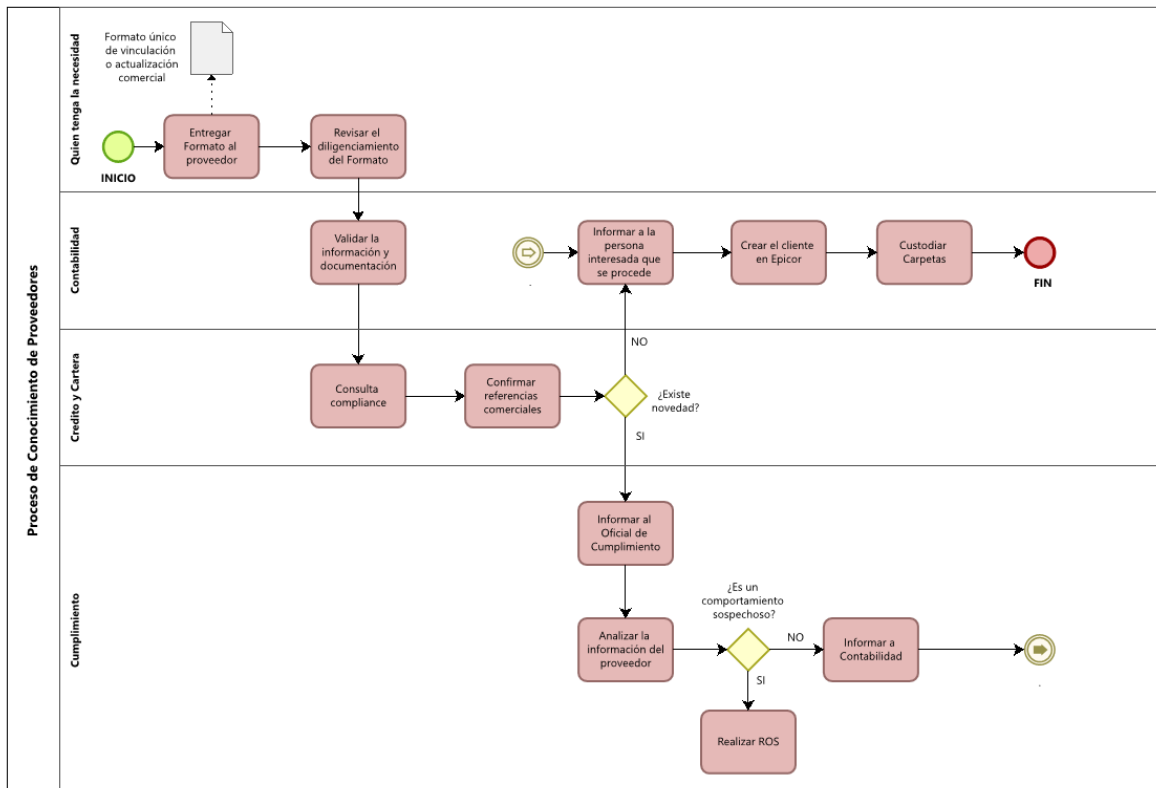 Proceso de Conocimiento de Proveedores
Quien tenga la necesidad
Formato único
de vinculación
o actualización
comercial
INICIO
Entregar
Formato al
proveedor
Revisar el
diligenciamiento
del Formato
Contabilidad
Validar la
información y
documentación
.
Informar a la
persona
interesada que
se procede
Crear el cliente
en Epicor
Custodiar
Carpetas
FIN
Credito y Cartera
Consulta
compliance
Confirmar
referencias
comerciales
NO
¿Existe
novedad?
SI
Cumplimiento
Informar al
Oficial de
Cumplimiento
Analizar la
información del
proveedor
¿Es un
comportamiento
sospechoso?
NO
SI
Informar a
Contabilidad
.
Realizar ROS